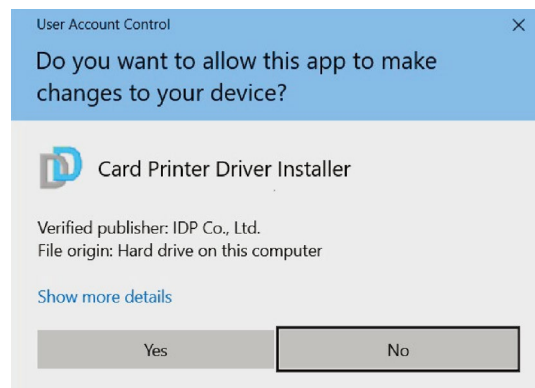 User Account Control
Do you want to allow this app to make
changes to your device?
Card Printer Driver Installer
Verified publisher: IDP Co., Ltd.
File origin: Hard drive on this computer
Show more details
Yes No